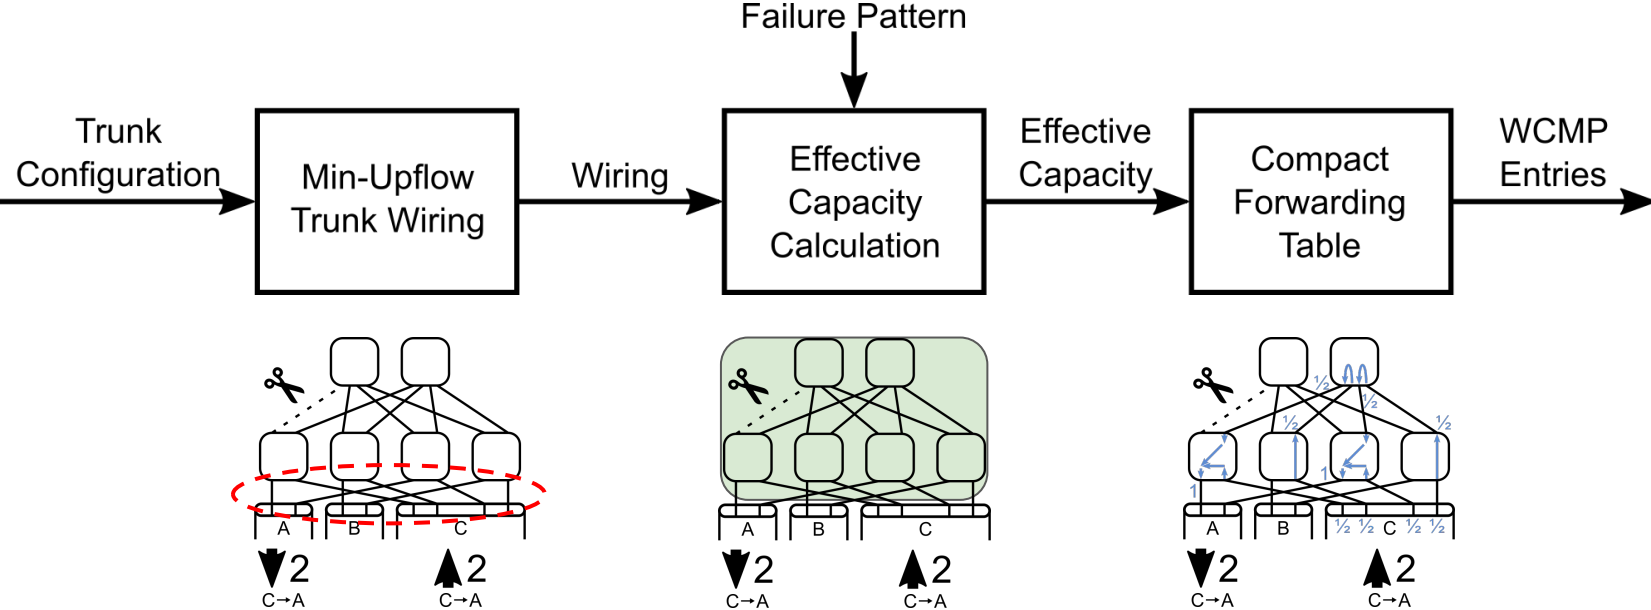 Failure Pattern
Trunk
Configuration
Min-Upflow
Trunk Wiring
Wiring
Effective
Capacity
Calculation
Effective
Capacity
Compact
Forwarding
Table
WCMP
Entries
A
B
C
2
C→A
2
C→A
A
B
C
2
C→A
2
C→A
½
½
½
½
1
1
A
B
½ ½ C ½ ½
2
C→A
2
C→A